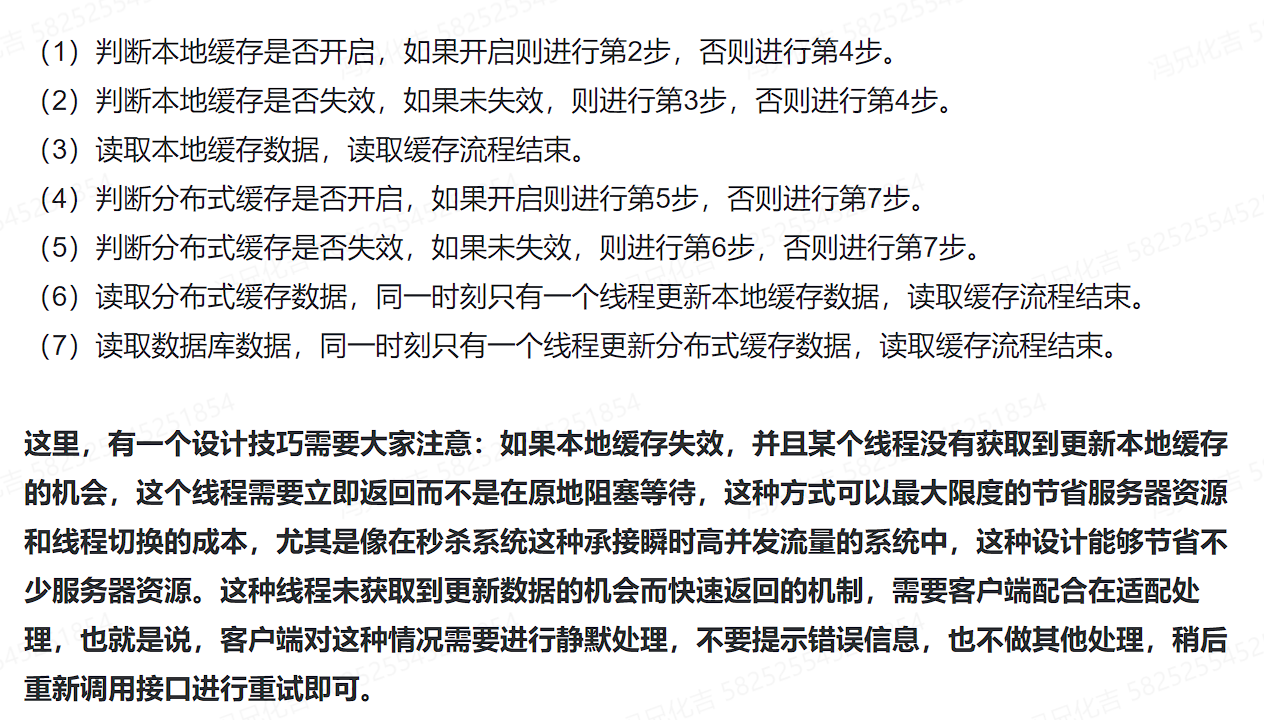 （1）判断本地缓存是否开启，如果开启则进行第2步，否则进行第4步。
（2）判断本地缓存是否失效，如果未失效，则进行第3步，否则进行第4步。
（3）读取本地缓存数据，读取缓存流程结束。
（4）判断分布式缓存是否开启，如果开启则进行第5步，否则进行第7步。
（5）判断分布式缓存是否失效，如果未失效，则进行第6步，否则进行第7步。
（6）读取分布式缓存数据，同一时刻只有一个线程更新本地缓存数据，读取缓存流程结束。
（7）读取数据库数据，同一时刻只有一个线程更新分布式缓存数据，读取缓存流程结束。
这里，有一个设计技巧需要大家注意：如果本地缓存失效，并且某个线程没有获取到更新本地缓存
的机会，这个线程需要立即返回而不是在原地阻塞等待，这种方式可以最大限度的节省服务器资源
和线程切换的成本，尤其是像在秒杀系统这种承接瞬时高并发流量的系统中，这种设计能够节省不
少服务器资源。这种线程未获取到更新数据的机会而快速返回的机制，需要客户端配合在适配处
理，也就是说，客户端对这种情况需要进行静默处理，不要提示错误信息，也不做其他处理，稍后
重新调用接口进行重试即可。